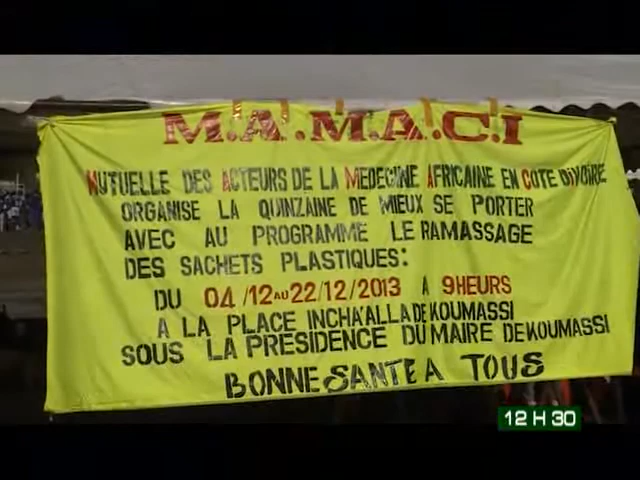 M.A.M.A.C.I
MUTUELLE DES ACTEURS DE LA MEDECINE AFRICAINE EN COTE D'IVOIRE
ORGANISE LA QUINZAINE DE MIEUX SE PORTER
AVEC AU PROGRAMME LE RAMASSAGE
DES SACHETS PLASTIQUES:
DU 04/12 AU 22/12/2013 A 9HEURS
A LA PLACE INCHA'ALLA DE KOUMASSI
SOUS LA PRESIDENCE DU MAIRE DE KOUMASSI
BONNE SANTE A TOUS
12 H 30